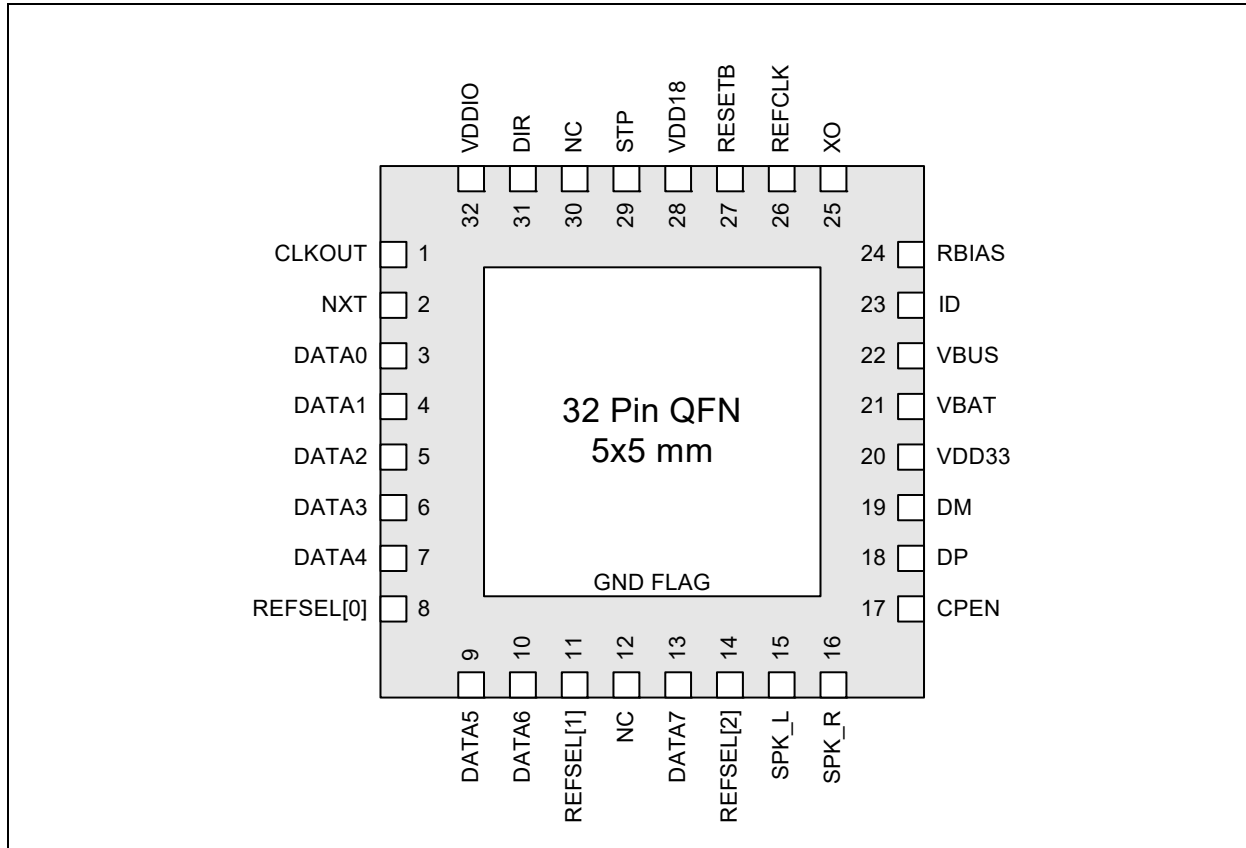 VDDIO
DIR
NC
STP
VDD18
RESETB
REFCLK
XO
32
31
30
29
28
27
26
25
CLKOUT 1
NXT 2
DATA0 3
DATA1 4
DATA2 5
DATA3 6
DATA4 7
REFSEL[0] 8
24 RBIAS
23 ID
22 VBUS
21 VBAT
20 VDD33
19 DM
18 DP
17 CPEN
32 Pin QFN
5x5 mm
GND FLAG
9
10
11
12
13
14
15
16
DATA5
DATA6
REFSEL[1]
NC
DATA7
REFSEL[2]
SPK_L
SPK_R